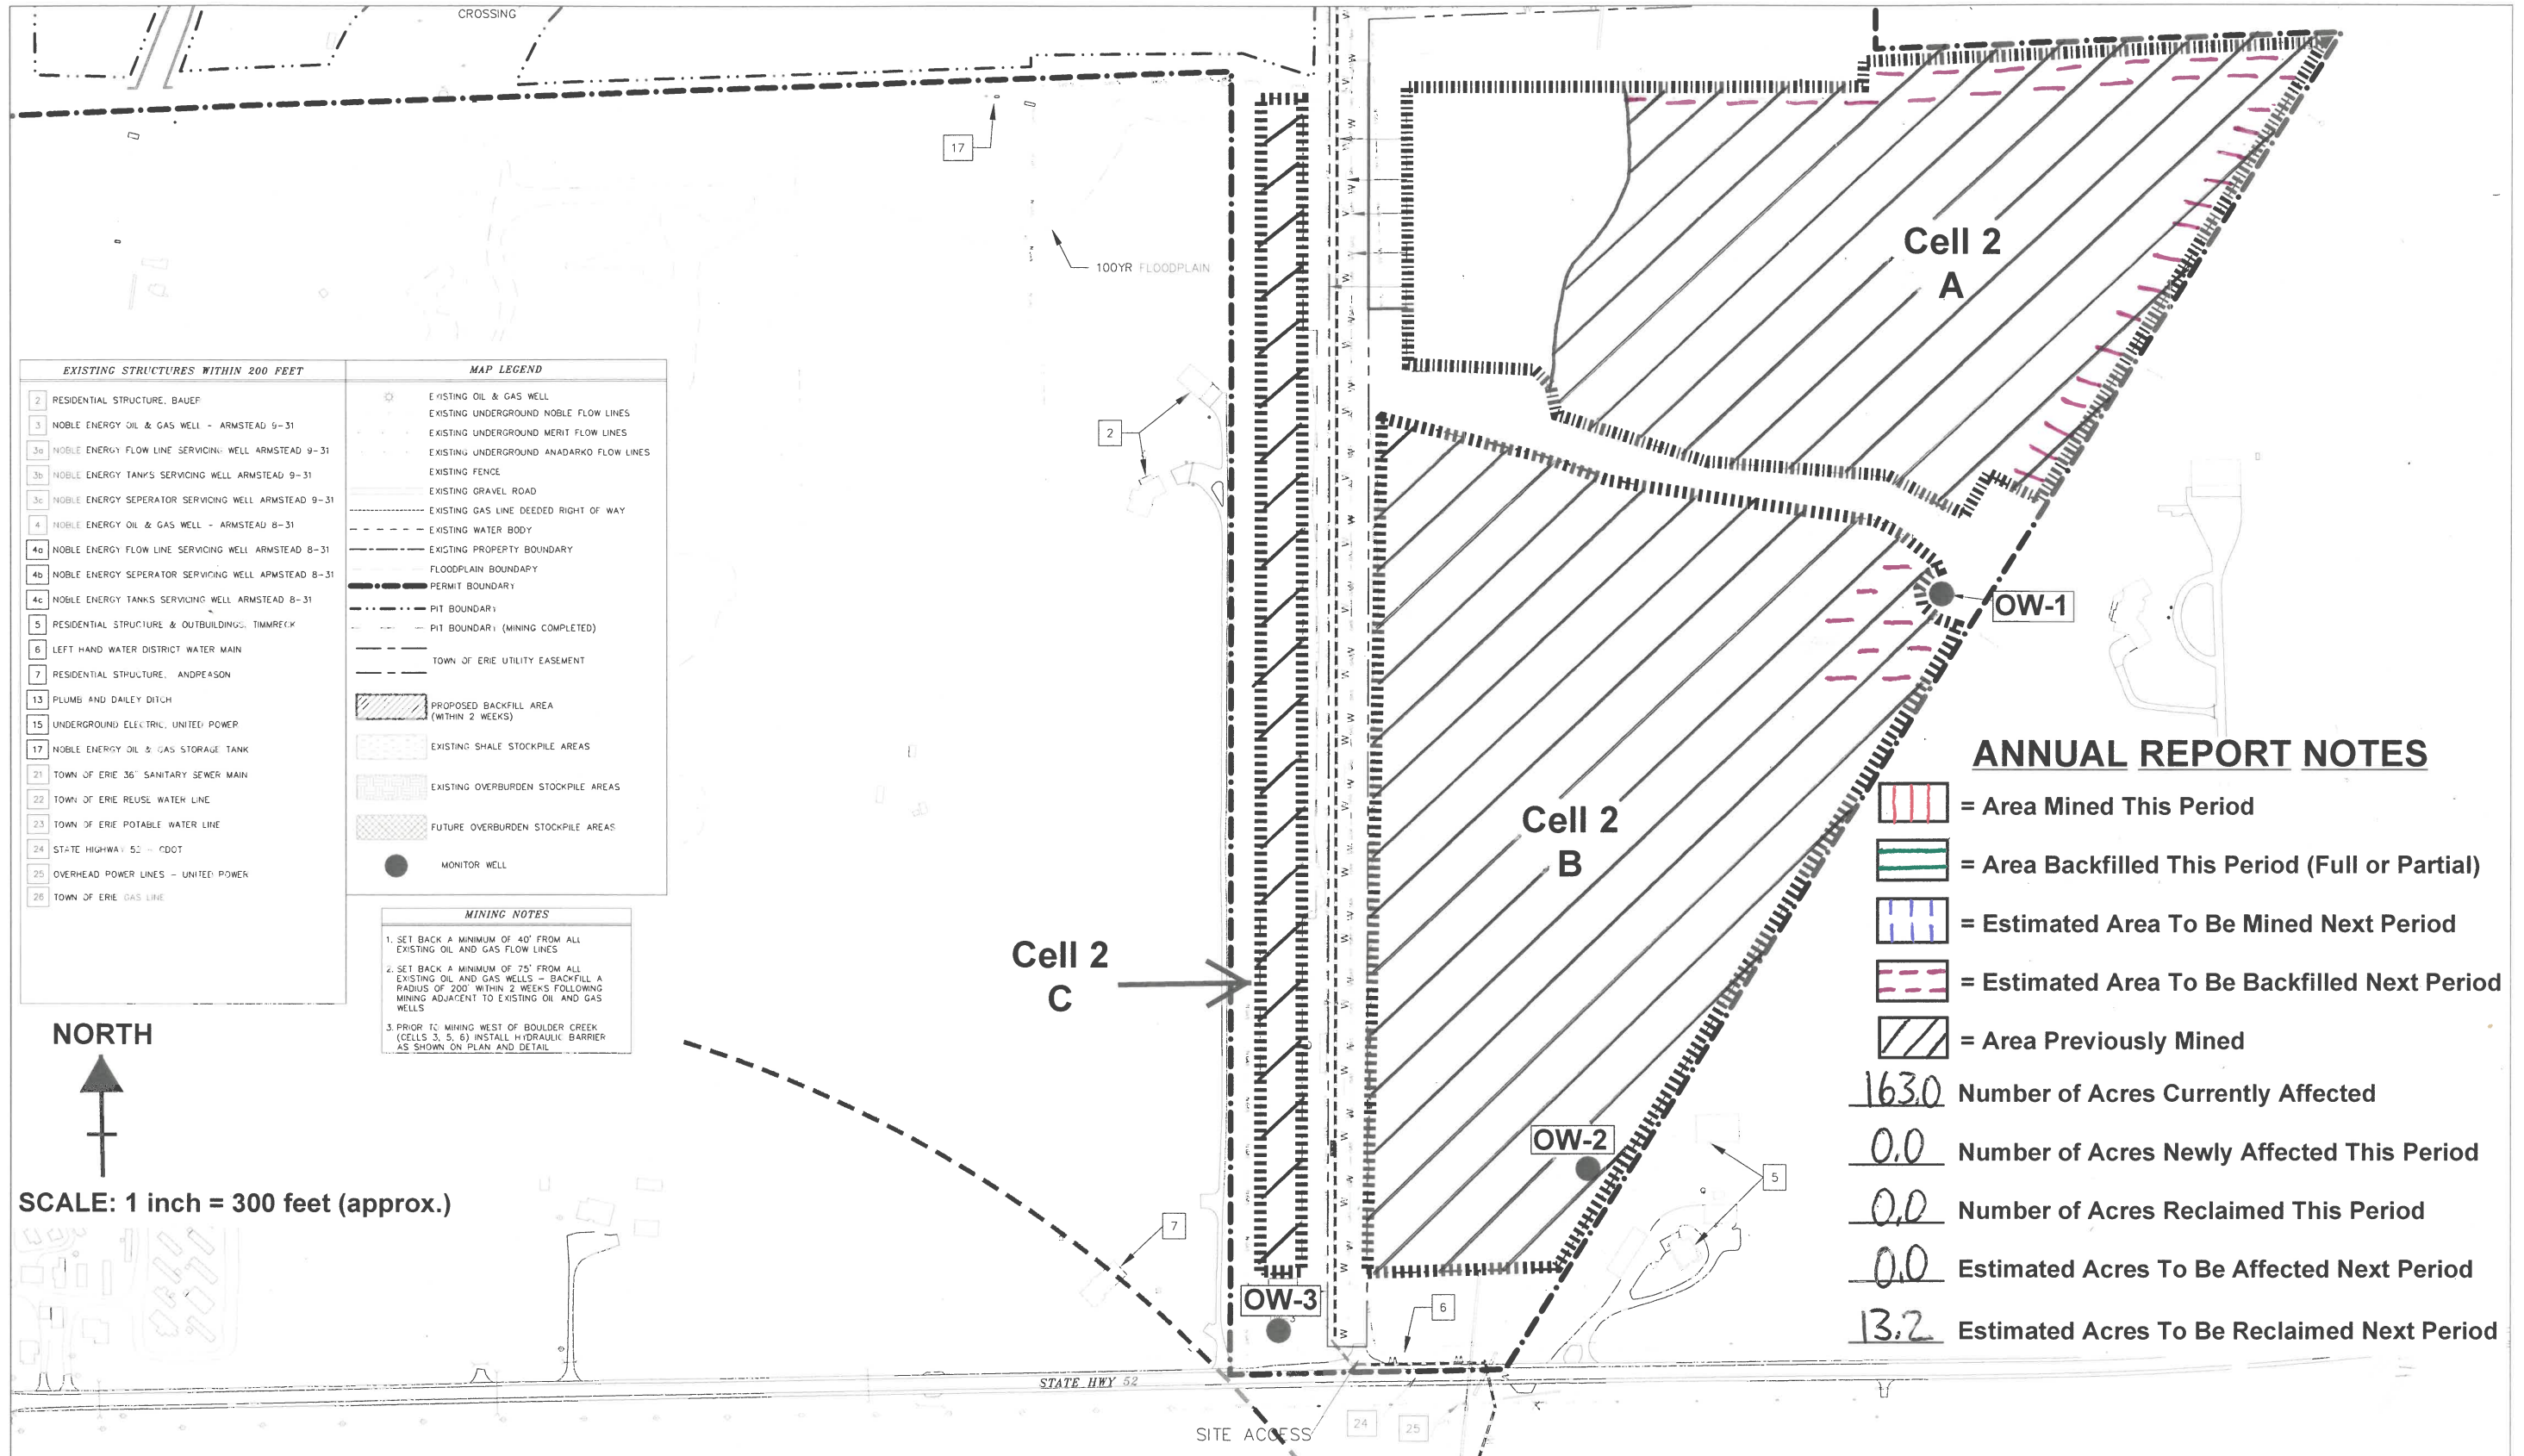 CROSSING
17
100YR FLOODPLAIN
2
Cell 2
A
EXISTING STRUCTURES WITHIN 200 FEET
2 RESIDENTIAL STRUCTURE, BAUER
3 NOBLE ENERGY OIL & GAS WELL - ARMSTEAD 9-31
3a NOBLE ENERGY FLOW LINE SERVICING WELL ARMSTEAD 9-31
3b NOBLE ENERGY TANKS SERVICING WELL ARMSTEAD 9-31
3c NOBLE ENERGY SEPERATOR SERVICING WELL ARMSTEAD 9-31
4 NOBLE ENERGY OIL & GAS WELL - ARMSTEAD 8-31
4a NOBLE ENERGY FLOW LINE SERVICING WELL ARMSTEAD 8-31
4b NOBLE ENERGY SEPERATOR SERVICING WELL ARMSTEAD 8-31
4c NOBLE ENERGY TANKS SERVICING WELL ARMSTEAD 8-31
5 RESIDENTIAL STRUCTURE & OUTBUILDINGS, TIMMRECK
6 LEFT HAND WATER DISTRICT WATER MAIN
7 RESIDENTIAL STRUCTURE, ANDREASON
13 PLUMB AND DAILEY DITCH
15 UNDERGROUND ELECTRIC, UNITED POWER
17 NOBLE ENERGY OIL & GAS STORAGE TANK
21 TOWN OF ERIE 36" SANITARY SEWER MAIN
22 TOWN OF ERIE REUSE WATER LINE
23 TOWN OF ERIE POTABLE WATER LINE
24 STATE HIGHWAY 52 - CDOT
25 OVERHEAD POWER LINES - UNITED POWER
26 TOWN OF ERIE GAS LINE
MAP LEGEND
EXISTING OIL & GAS WELL
EXISTING UNDERGROUND NOBLE FLOW LINES
EXISTING UNDERGROUND MERIT FLOW LINES
EXISTING UNDERGROUND ANADARKO FLOW LINES
EXISTING FENCE
EXISTING GRAVEL ROAD
EXISTING GAS LINE DEEDED RIGHT OF WAY
EXISTING WATER BODY
EXISTING PROPERTY BOUNDARY
FLOODPLAIN BOUNDARY
PERMIT BOUNDARY
PIT BOUNDARY
PIT BOUNDARY (MINING COMPLETED)
TOWN OF ERIE UTILITY EASEMENT
PROPOSED BACKFILL AREA
(WITHIN 2 WEEKS)
EXISTING SHALE STOCKPILE AREAS
EXISTING OVERBURDEN STOCKPILE AREAS
FUTURE OVERBURDEN STOCKPILE AREAS
MONITOR WELL
MINING NOTES
1. SET BACK A MINIMUM OF 40' FROM ALL
EXISTING OIL AND GAS FLOW LINES
2. SET BACK A MINIMUM OF 75' FROM ALL
EXISTING OIL AND GAS WELLS - BACKFILL A
RADIUS OF 200' WITHIN 2 WEEKS FOLLOWING
MINING ADJACENT TO EXISTING OIL AND GAS
WELLS
3. PRIOR TO MINING WEST OF BOULDER CREEK
(CELLS 3, 5, 6) INSTALL HYDRAULIC BARRIER
AS SHOWN ON PLAN AND DETAIL
OW-1
Cell 2
B
Cell 2
C
ANNUAL REPORT NOTES
= Area Mined This Period
= Area Backfilled This Period (Full or Partial)
= Estimated Area To Be Mined Next Period
= Estimated Area To Be Backfilled Next Period
= Area Previously Mined
163.0 Number of Acres Currently Affected
0.0 Number of Acres Newly Affected This Period
0.0 Number of Acres Reclaimed This Period
0.0 Estimated Acres To Be Affected Next Period
13.2 Estimated Acres To Be Reclaimed Next Period
NORTH
SCALE: 1 inch = 300 feet (approx.)
OW-2
5
7
OW-3
6
STATE HWY 52
SITE ACCESS
24
25